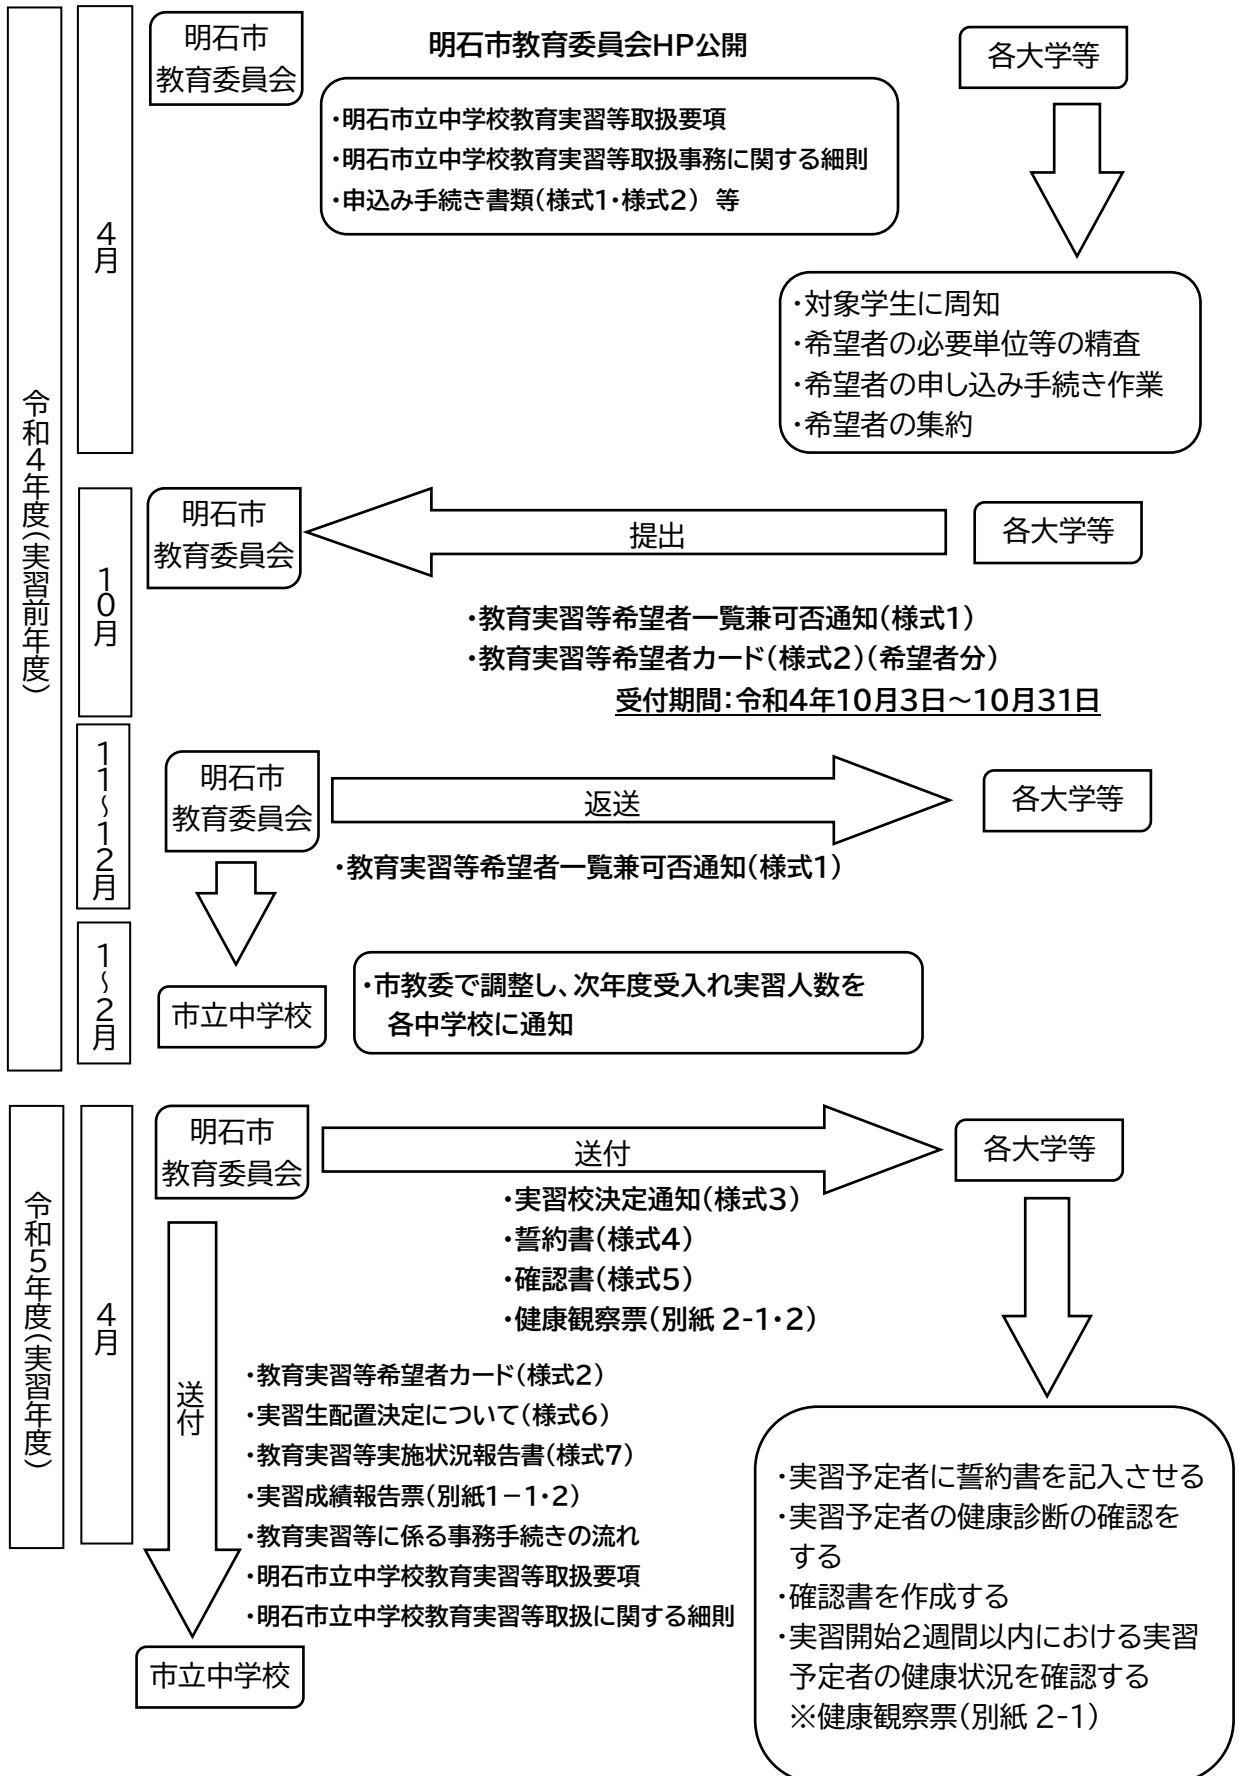 令和4年度(実習前年度)
4月
明石市
教育委員会
明石市教育委員会HP公開
・明石市立中学校教育実習等取扱要項
・明石市立中学校教育実習等取扱事務に関する細則
・申込み手続き書類(様式1・様式2) 等
各大学等
・対象学生に周知
・希望者の必要単位等の精査
・希望者の申し込み手続き作業
・希望者の集約
10月
明石市
教育委員会
提出
各大学等
・教育実習等希望者一覧兼可否通知(様式1)
・教育実習等希望者カード(様式2)(希望者分)
受付期間:令和4年10月3日~10月31日
11~12月
明石市
教育委員会
返送
各大学等
・教育実習等希望者一覧兼可否通知(様式1)
1~2月
市立中学校
・市教委で調整し、次年度受入れ実習人数を
各中学校に通知
令和5年度(実習年度)
4月
明石市
教育委員会
送付
各大学等
・実習校決定通知(様式3)
・誓約書(様式4)
・確認書(様式5)
・健康観察票(別紙 2-1・2)
送付
・教育実習等希望者カード(様式2)
・実習生配置決定について(様式6)
・教育実習等実施状況報告書(様式7)
・実習成績報告票(別紙1-1・2)
・教育実習等に係る事務手続きの流れ
・明石市立中学校教育実習等取扱要項
・明石市立中学校教育実習等取扱に関する細則
市立中学校
・実習予定者に誓約書を記入させる
・実習予定者の健康診断の確認を
する
・確認書を作成する
・実習開始2週間以内における実習
予定者の健康状況を確認する
※健康観察票(別紙 2-1)